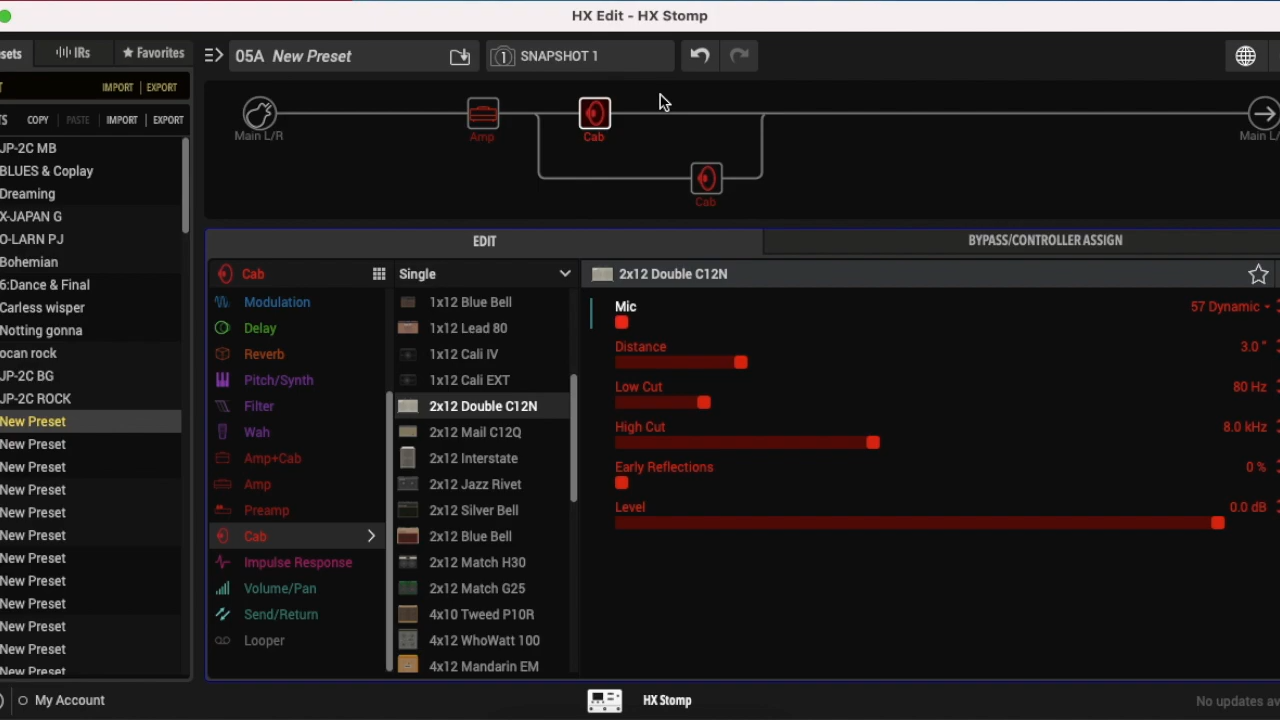 HX Edit - HX Stomp
IRs
Favorites
05A New Preset
1
SNAPSHOT 1
IMPORT
EXPORT
COPY
PASTE
IMPORT
EXPORT
JP-2C MB
BLUES & Coplay
Dreaming
X-JAPAN G
O-LARN PJ
Bohemian
6:Dance & Final
Carless wisper
Notting gonna
ocan rock
JP-2C BG
JP-2C ROCK
New Preset
New Preset
New Preset
New Preset
New Preset
New Preset
New Preset
New Preset
New Preset
New Preset
New Preset
New Preset
Main L/R
Amp
Cab
Cab
Main L/
EDIT
BYPASS/CONTROLLER ASSIGN
Cab
Modulation
Delay
Reverb
Pitch/Synth
Filter
Wah
Amp+Cab
Amp
Preamp
Cab
Impulse Response
Volume/Pan
Send/Return
Looper
Single
1x12 Blue Bell
1x12 Lead 80
1x12 Cali IV
1x12 Cali EXT
2x12 Double C12N
2x12 Mail C12Q
2x12 Interstate
2x12 Jazz Rivet
2x12 Silver Bell
2x12 Blue Bell
2x12 Match H30
2x12 Match G25
4x10 Tweed P10R
4x12 WhoWatt 100
4x12 Mandarin EM
2x12 Double C12N
Mic 57 Dynamic
Distance 3.0 "
Low Cut 80 Hz
High Cut 8.0 kHz
Early Reflections 0 %
Level 0.0 dB
My Account
HX Stomp
No updates av